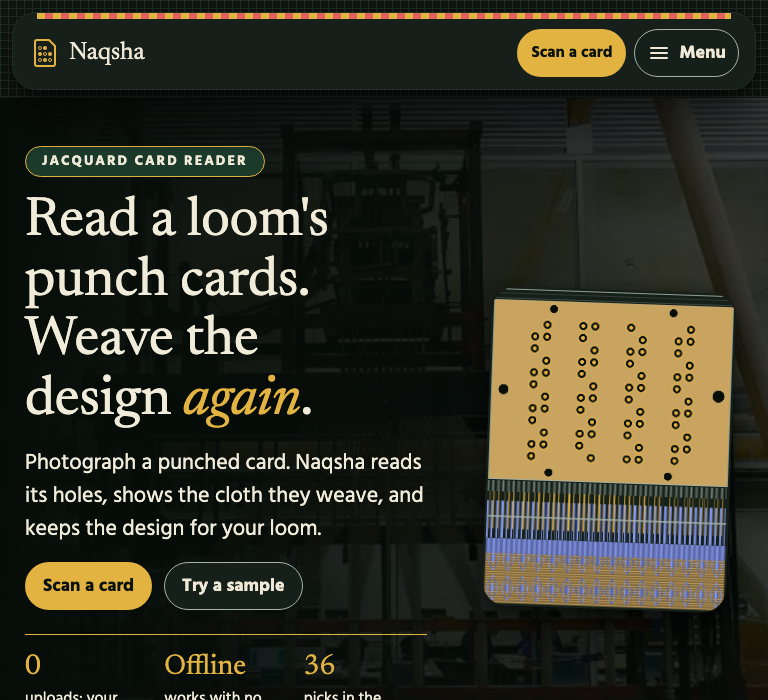 Naqsha
Scan a card
Menu
JACQUARD CARD READER
Read a loom's
punch cards.
Weave the
design again.
Photograph a punched card. Naqsha reads
its holes, shows the cloth they weave, and
keeps the design for your loom.
Scan a card
Try a sample
0
Offline
36
uploads: your
works with no
picks in the